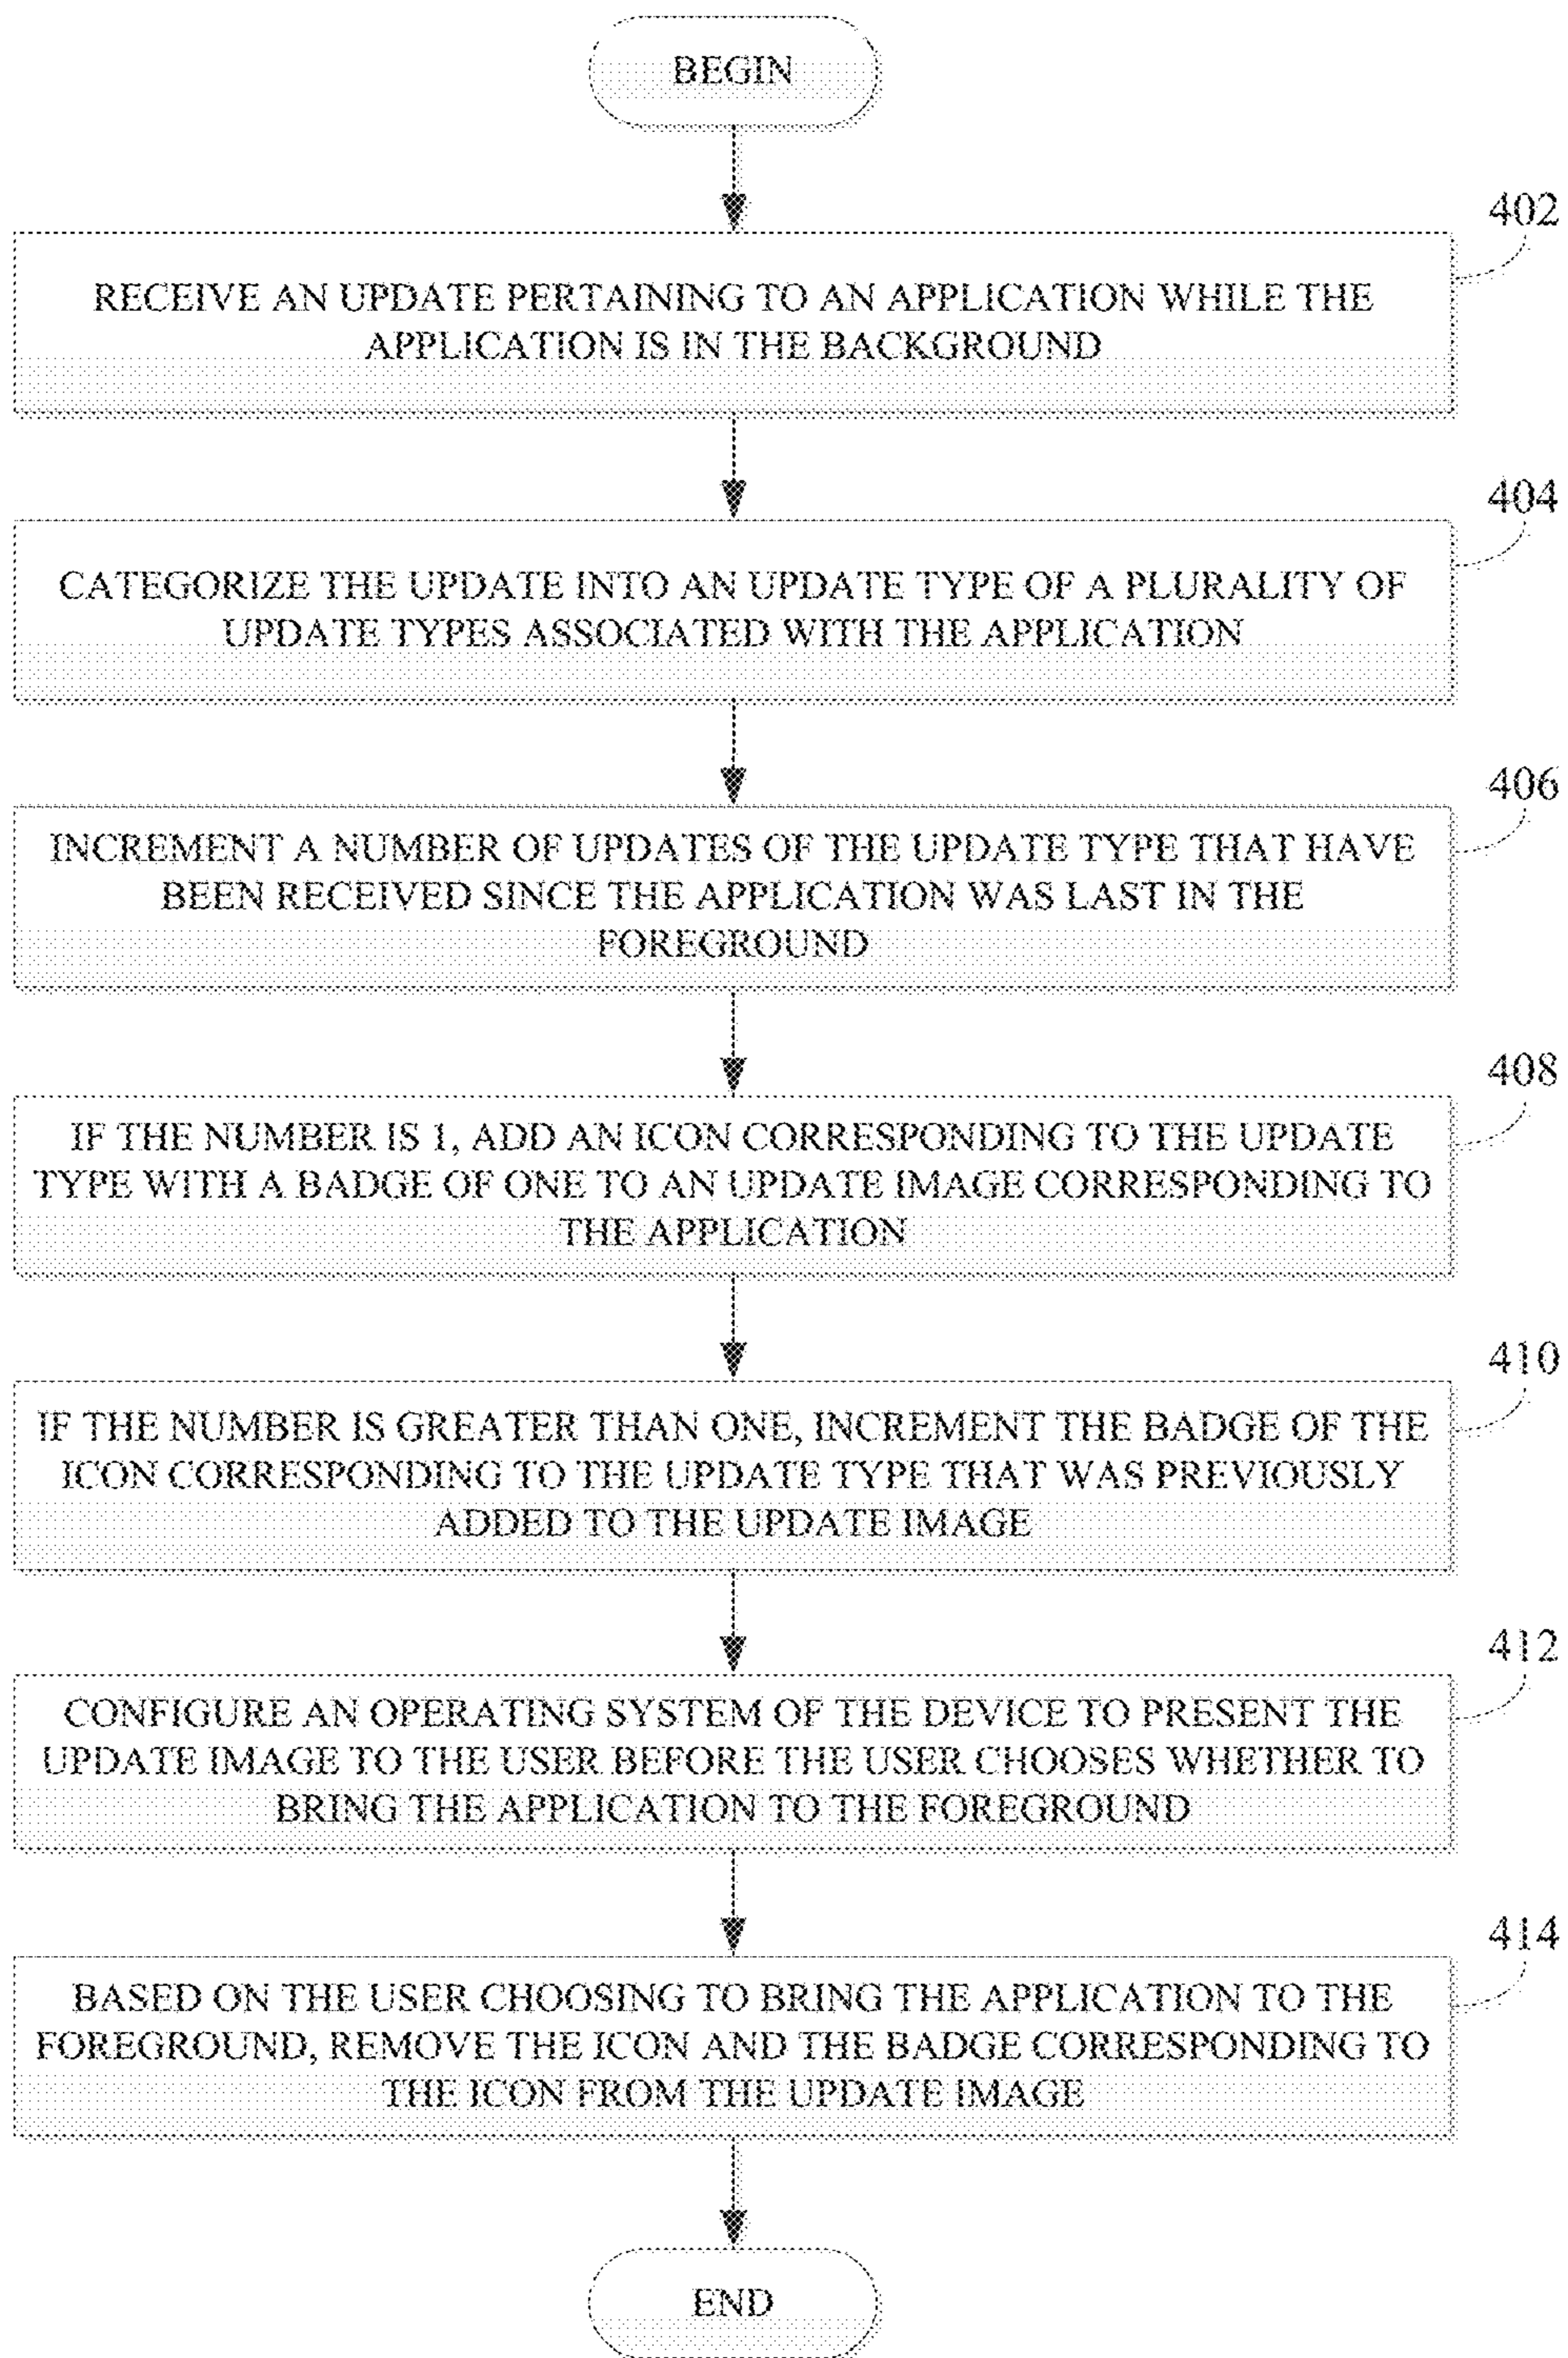 BEGIN
402
RECEIVE AN UPDATE PERTAINING TO AN APPLICATION WHILE THE
APPLICATION IS IN THE BACKGROUND
404
CATEGORIZE THE UPDATE INTO AN UPDATE TYPE OF A PLURALITY OF
UPDATE TYPES ASSOCIATED WITH THE APPLICATION
406
INCREMENT A NUMBER OF UPDATES OF THE UPDATE TYPE THAT HAVE
BEEN RECEIVED SINCE THE APPLICATION WAS LAST IN THE
FOREGROUND
408
IF THE NUMBER IS 1, ADD AN ICON CORRESPONDING TO THE UPDATE
TYPE WITH A BADGE OF ONE TO AN UPDATE IMAGE CORRESPONDING TO
THE APPLICATION
410
IF THE NUMBER IS GREATER THAN ONE, INCREMENT THE BADGE OF THE
ICON CORRESPONDING TO THE UPDATE TYPE THAT WAS PREVIOUSLY
ADDED TO THE UPDATE IMAGE
412
CONFIGURE AN OPERATING SYSTEM OF THE DEVICE TO PRESENT THE
UPDATE IMAGE TO THE USER BEFORE THE USER CHOOSES WHETHER TO
BRING THE APPLICATION TO THE FOREGROUND
414
BASED ON THE USER CHOOSING TO BRING THE APPLICATION TO THE
FOREGROUND, REMOVE THE ICON AND THE BADGE CORRESPONDING TO
THE ICON FROM THE UPDATE IMAGE
END